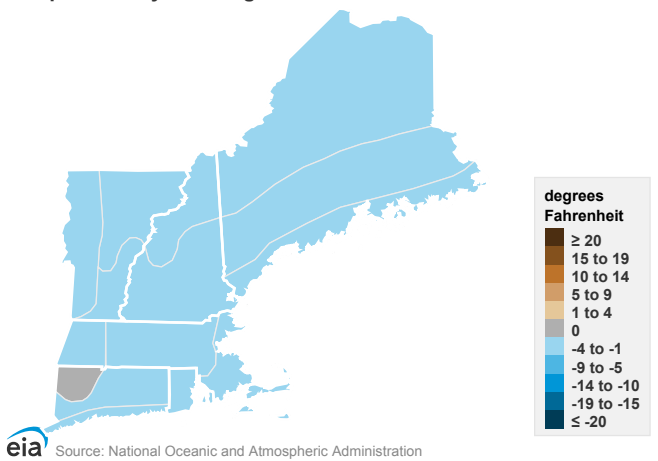 degrees
Fahrenheit
≥ 20
15 to 19
10 to 14
5 to 9
1 to 4
0
-4 to -1
-9 to -5
-14 to -10
-19 to -15
≤ -20
eia Source: National Oceanic and Atmospheric Administration